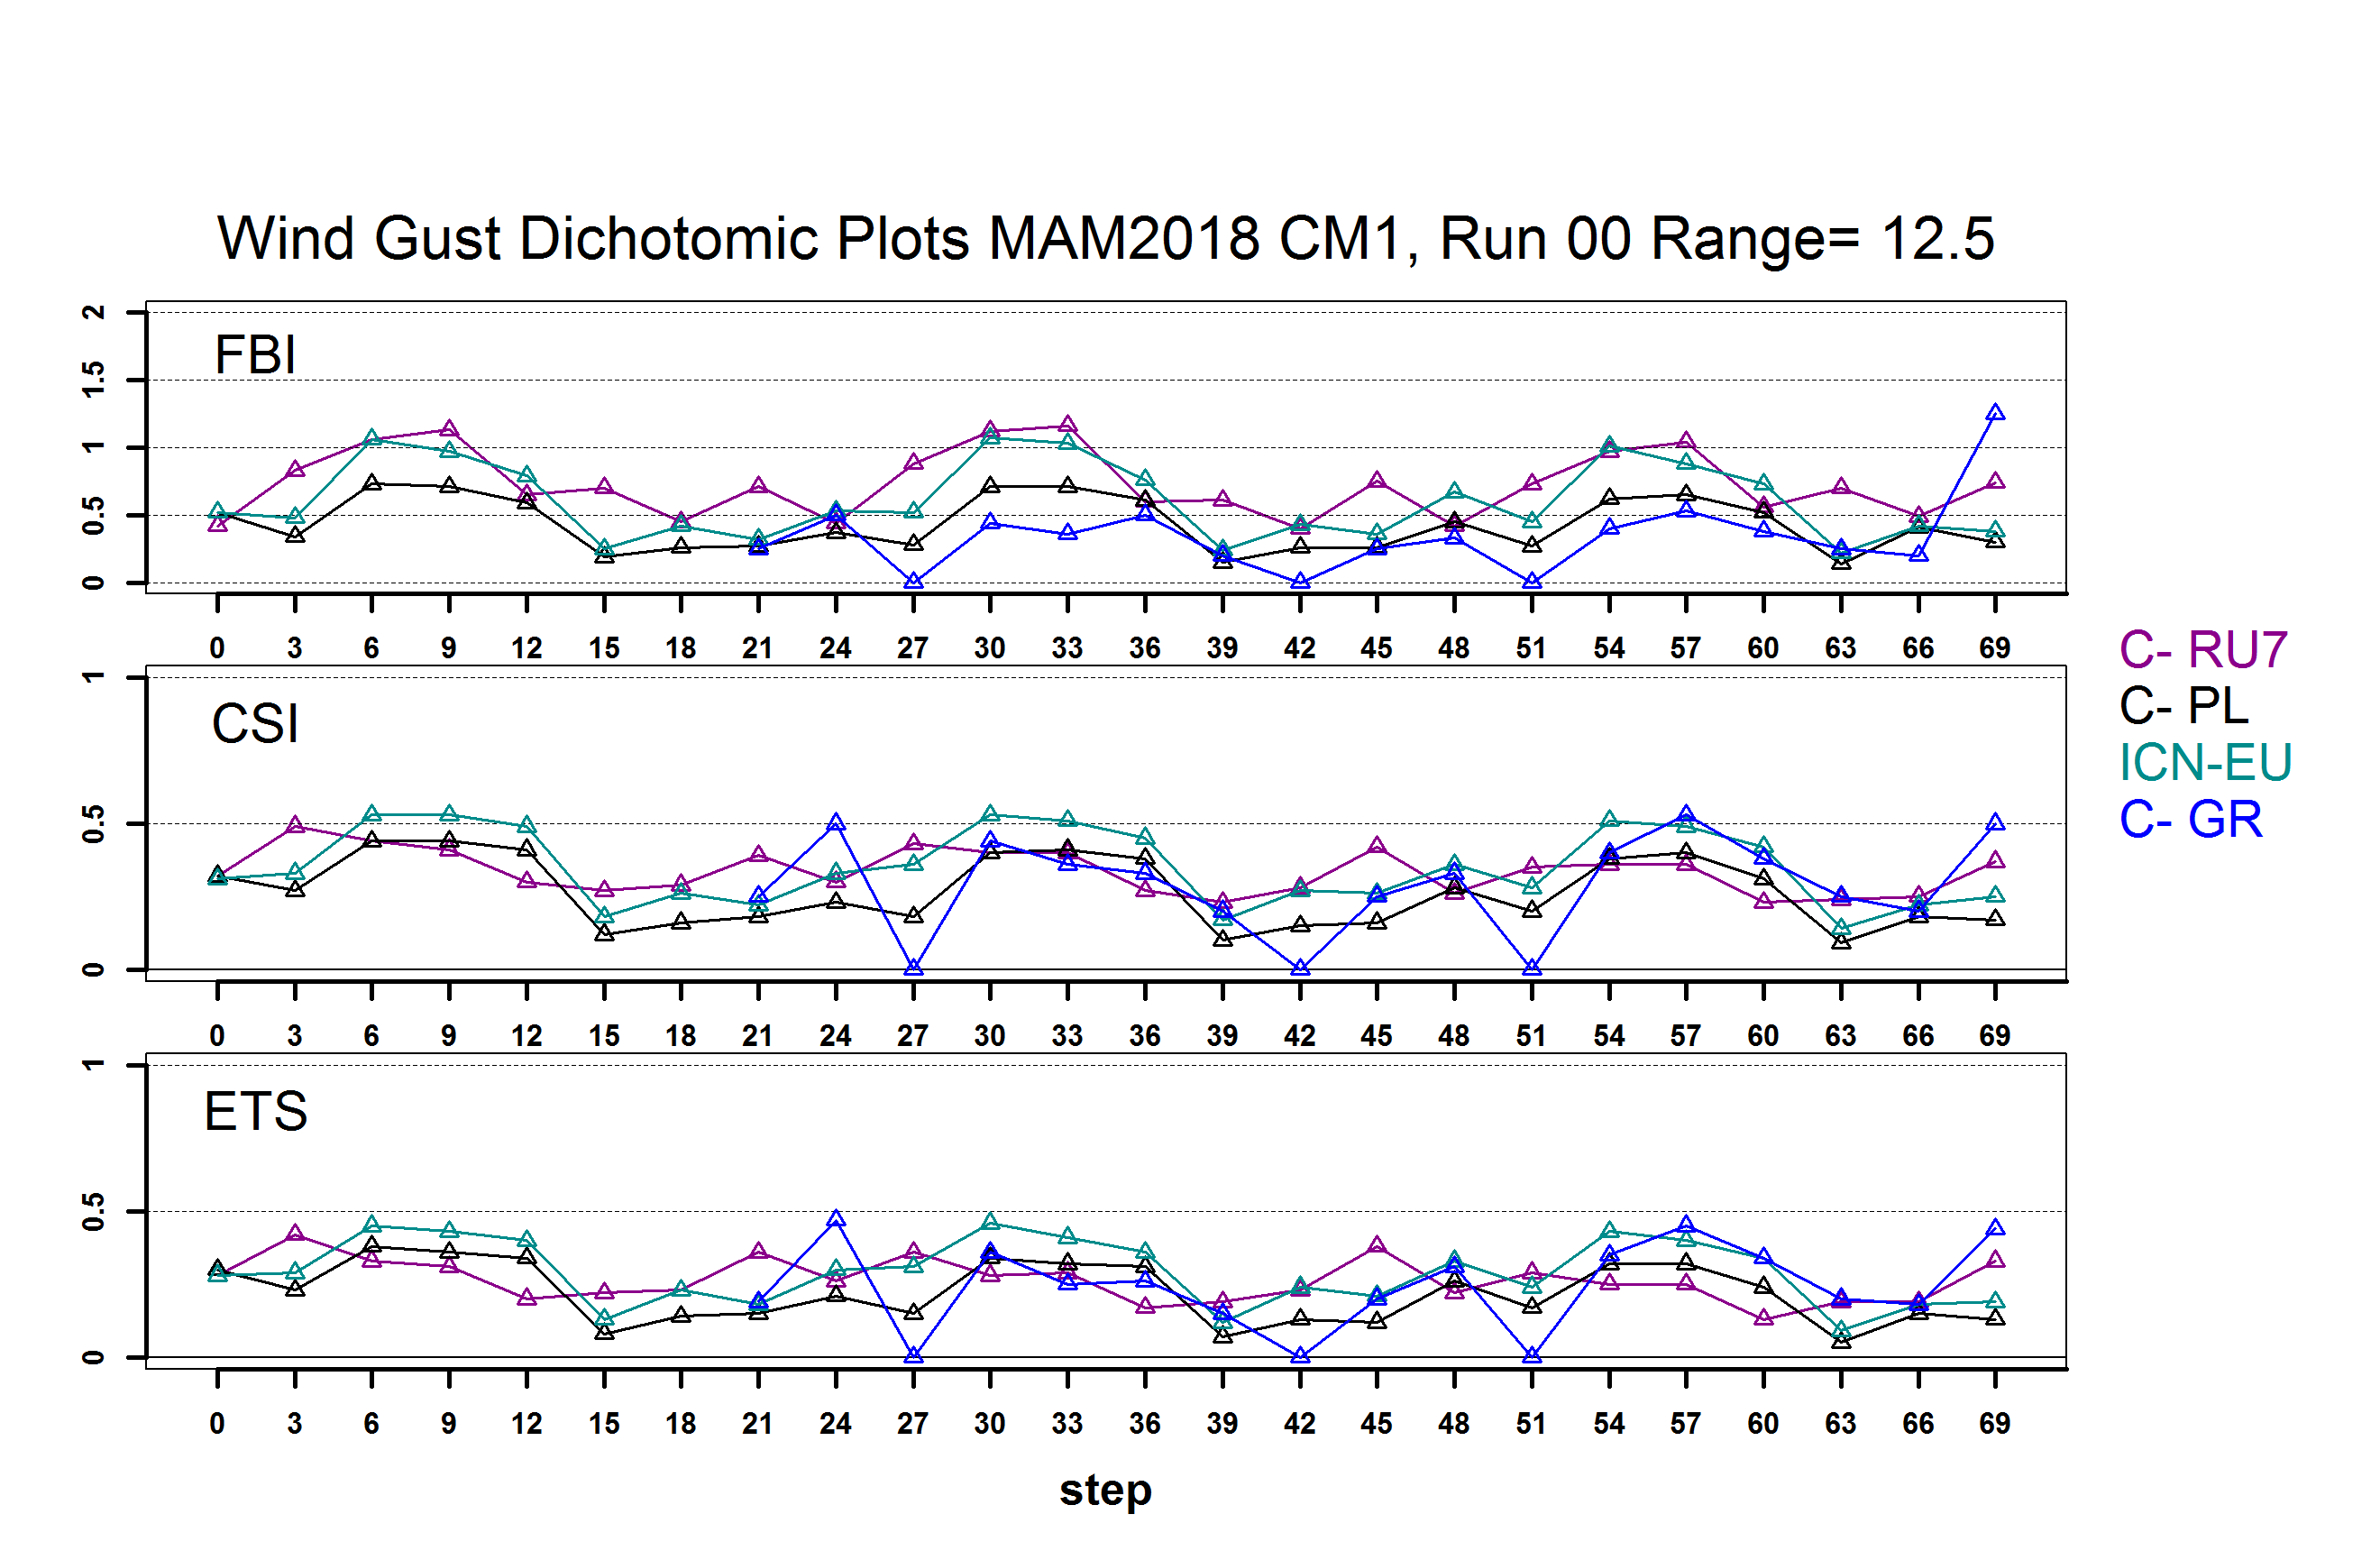 Wind Gust Dichotomic Plots MAM2018 CM1, Run 00 Range= 12.5
FBI
2
1.5
1
0.5
0
0 3 6 9 12 15 18 21 24 27 30 33 36 39 42 45 48 51 54 57 60 63 66 69
CSI
1
0.5
0
0 3 6 9 12 15 18 21 24 27 30 33 36 39 42 45 48 51 54 57 60 63 66 69
ETS
1
0.5
0
0 3 6 9 12 15 18 21 24 27 30 33 36 39 42 45 48 51 54 57 60 63 66 69
step
C- RU7
C- PL
ICN-EU
C- GR